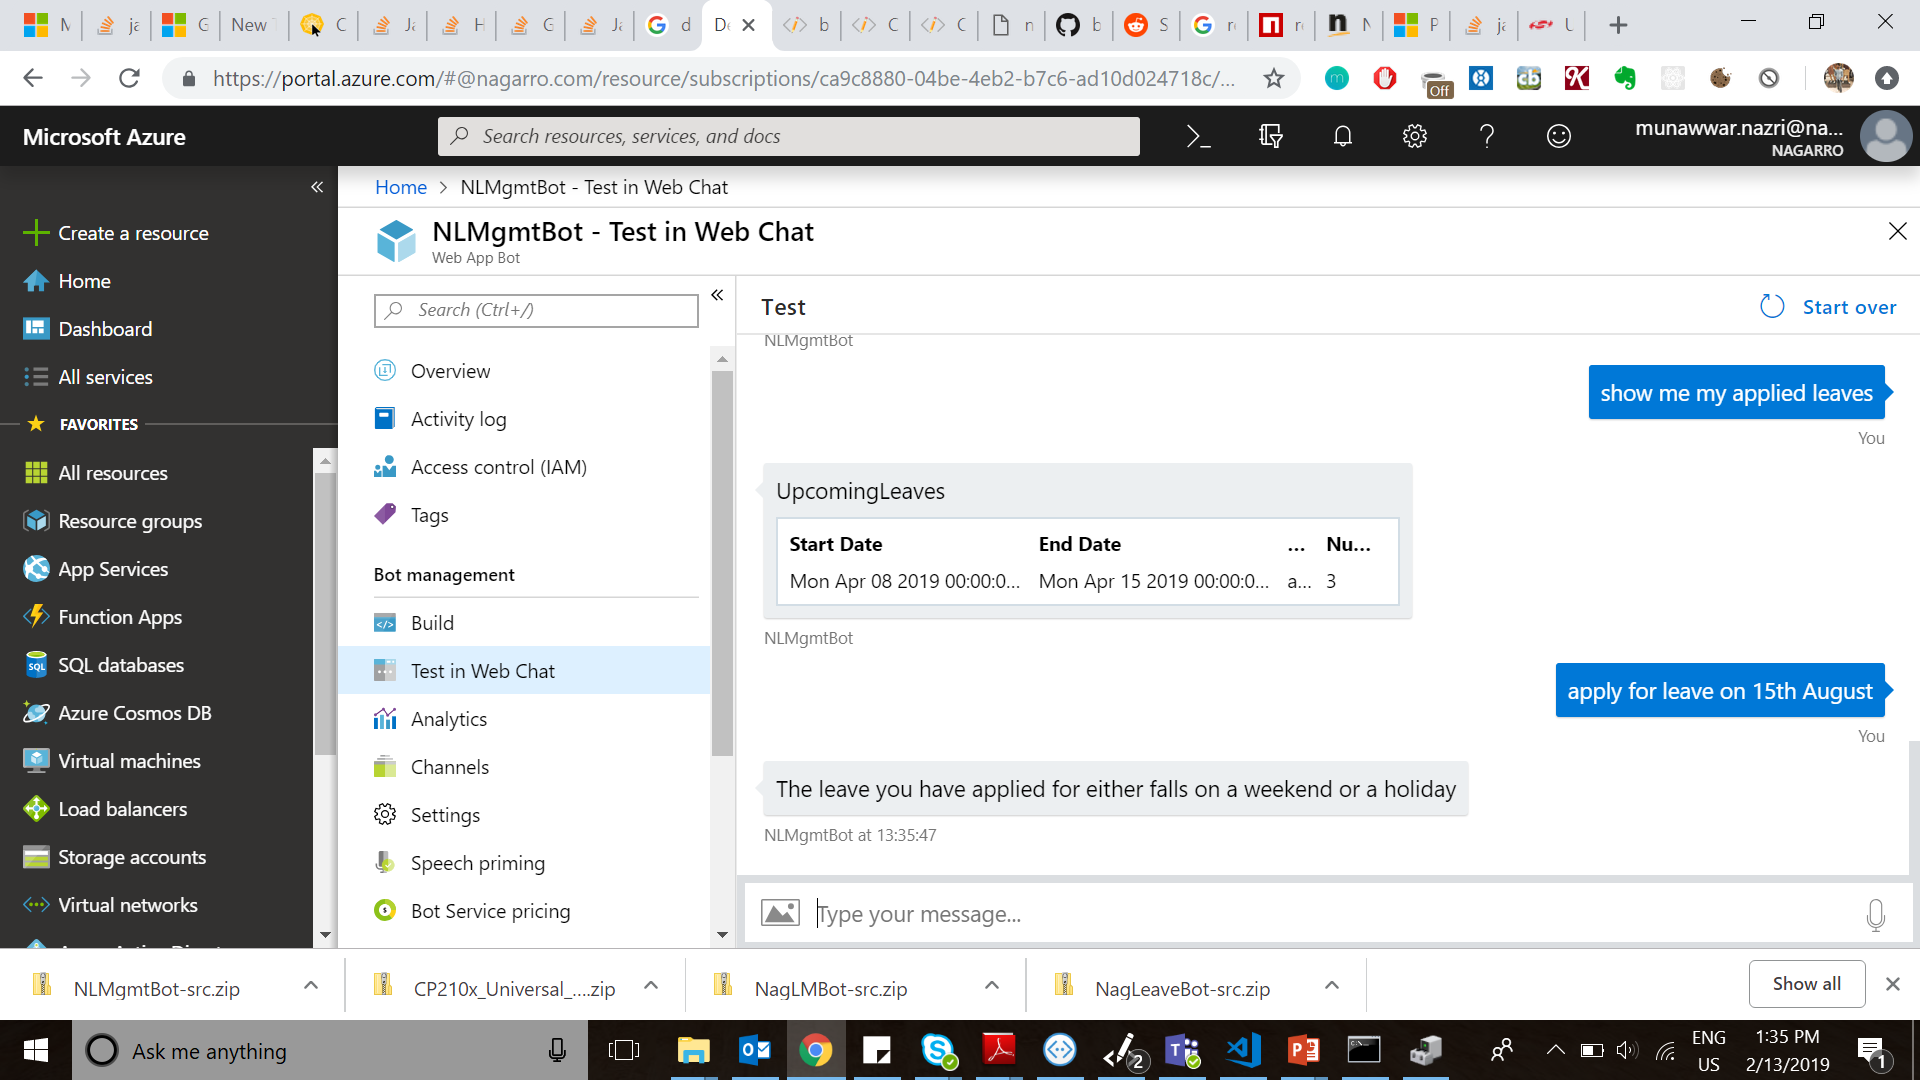 https://portal.azure.com/#@nagarro.com/resource/subscriptions/ca9c8880-04be-4eb2-b7c6-ad10d024718c/...
Off
Microsoft Azure
Search resources, services, and docs
munawwar.nazri@na...
NAGARRO
Home > NLMgmtBot - Test in Web Chat
NLMgmtBot - Test in Web Chat
Web App Bot
Create a resource
Home
Dashboard
All services
FAVORITES
All resources
Resource groups
App Services
Function Apps
SQL databases
Azure Cosmos DB
Virtual machines
Load balancers
Storage accounts
Virtual networks
Search (Ctrl+/)
Overview
Activity log
Access control (IAM)
Tags
Bot management
Build
Test in Web Chat
Analytics
Channels
Settings
Speech priming
Bot Service pricing
Test
Start over
NLMgmtBot
show me my applied leaves
You
UpcomingLeaves
Start Date End Date ... Nu...
Mon Apr 08 2019 00:00:0... Mon Apr 15 2019 00:00:0... a... 3
NLMgmtBot
apply for leave on 15th August
You
The leave you have applied for either falls on a weekend or a holiday
NLMgmtBot at 13:35:47
Type your message...
NLMgmtBot-src.zip
CP210x_Universal_....zip
NagLMBot-src.zip
NagLeaveBot-src.zip
Show all
Ask me anything
2
ENG
US
1:35 PM
2/13/2019
1